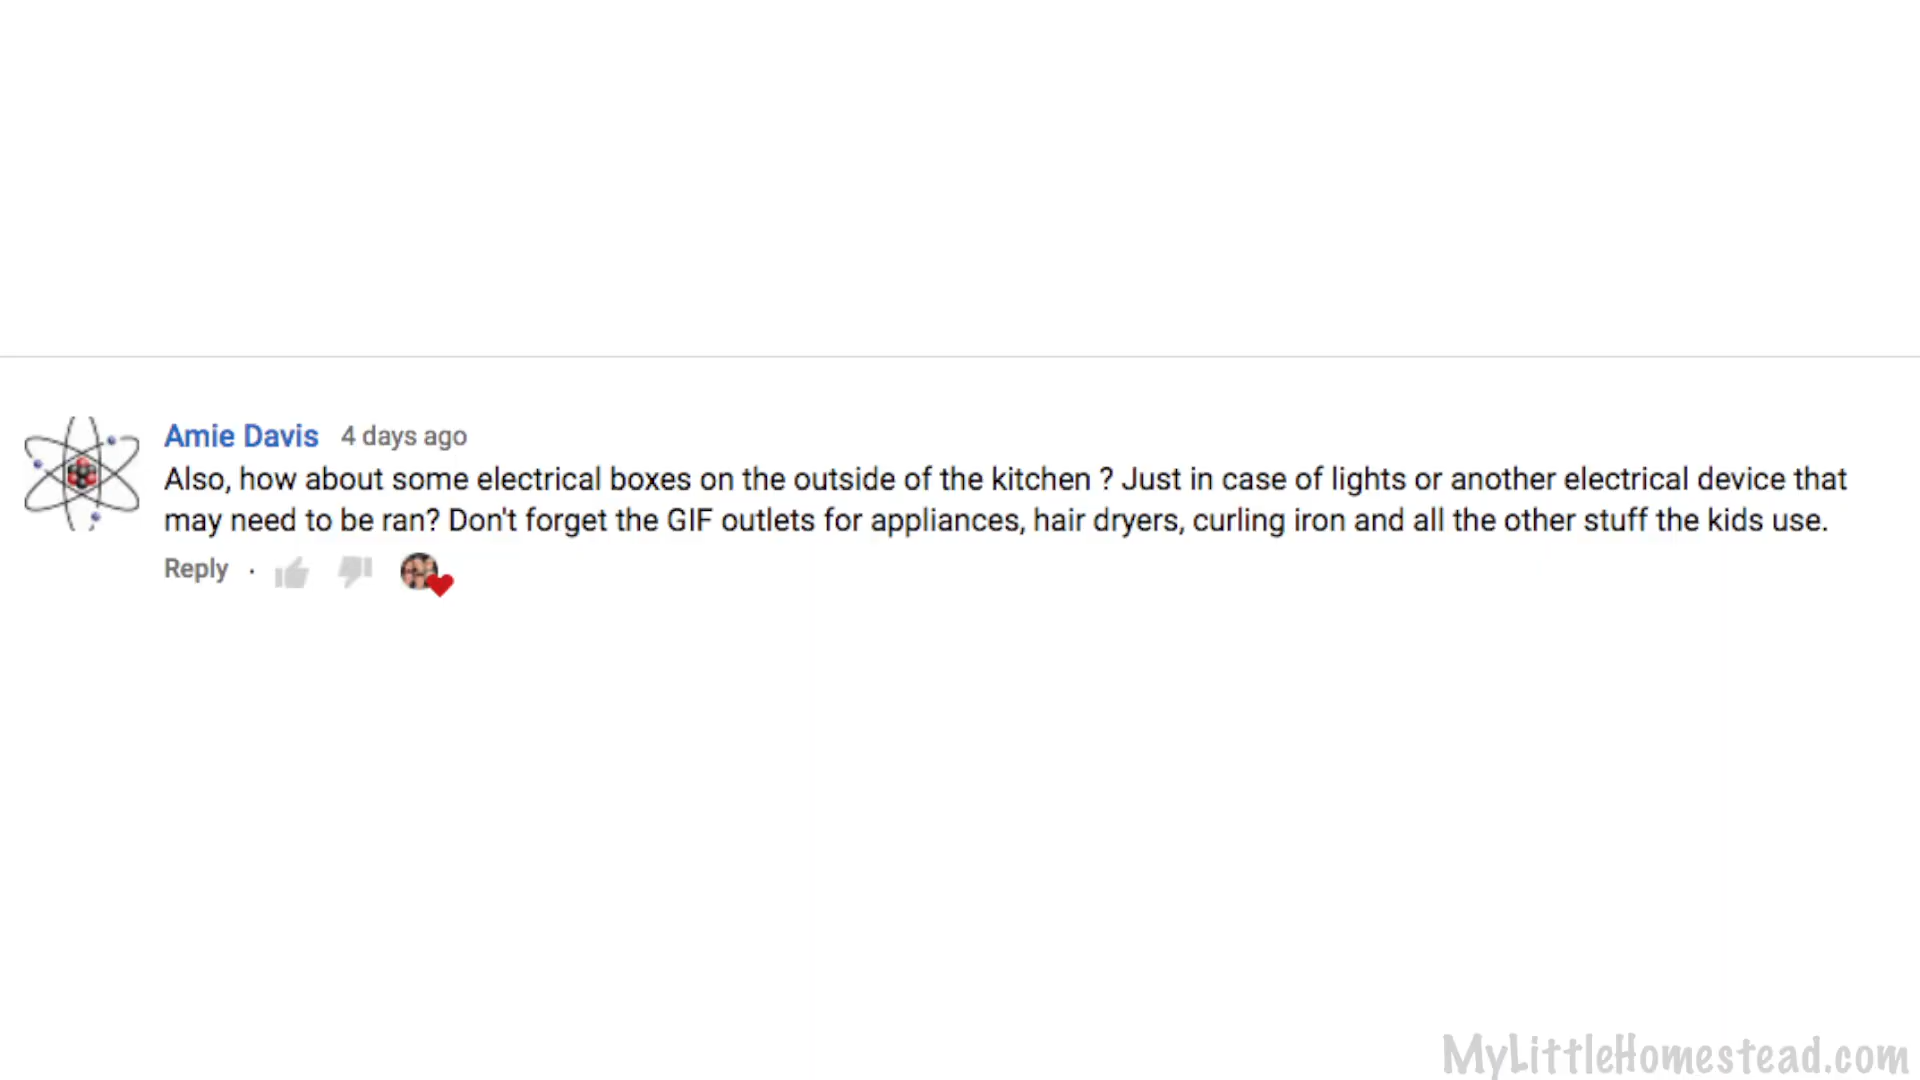 Amie Davis 4 days ago
Also, how about some electrical boxes on the outside of the kitchen ? Just in case of lights or another electrical device that
may need to be ran? Don't forget the GIF outlets for appliances, hair dryers, curling iron and all the other stuff the kids use.
Reply ·
MyLittleHomestead.com